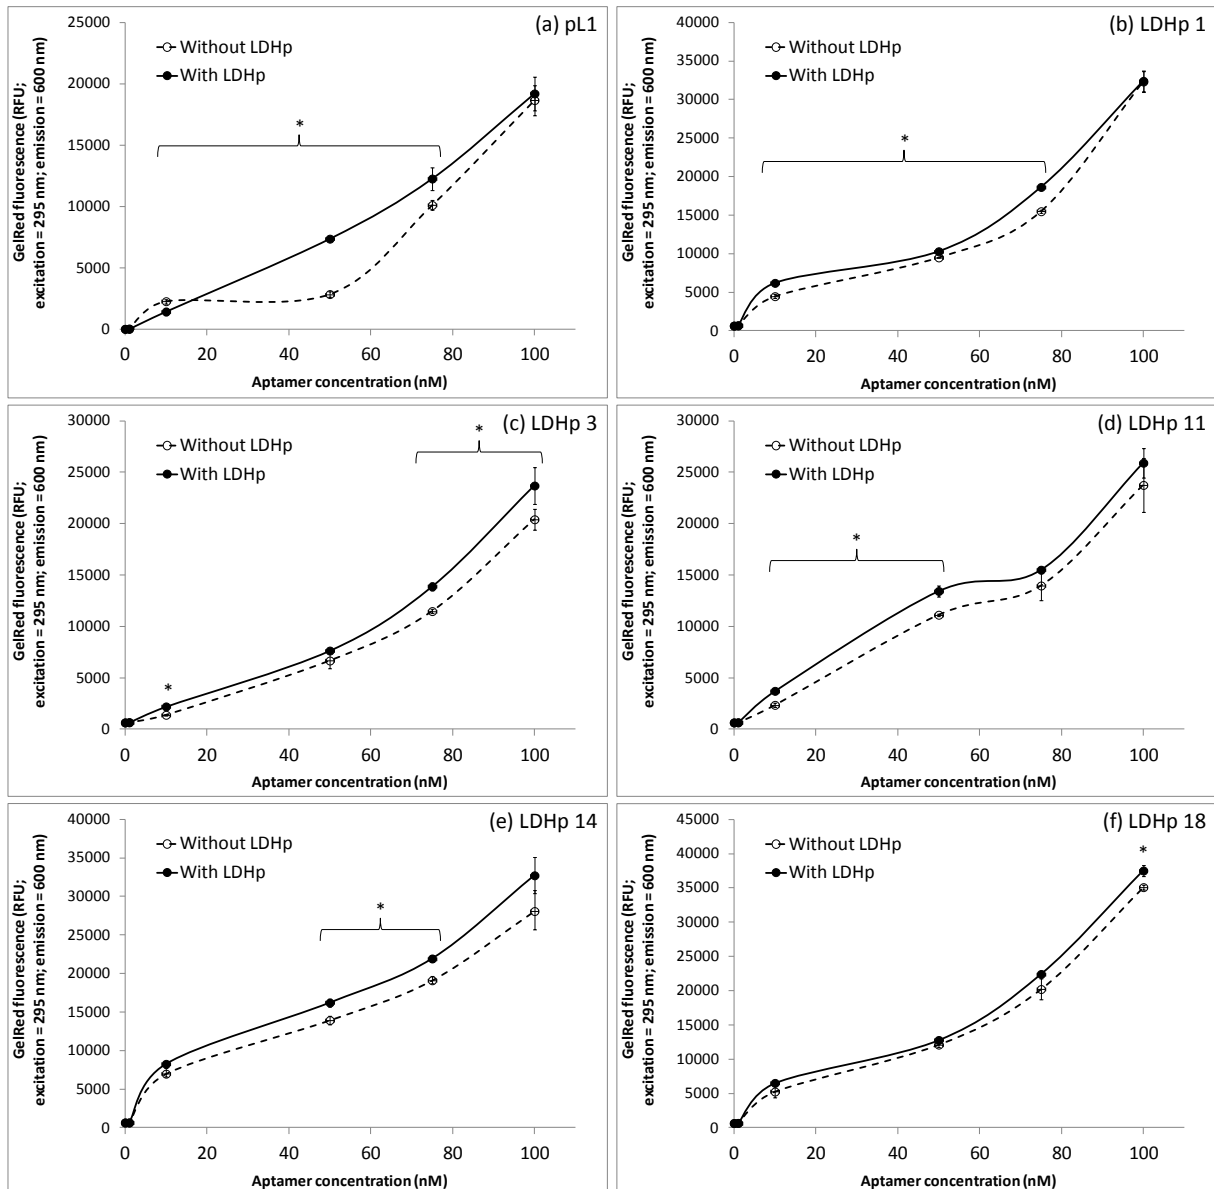 (a) pL1
GelRed fluorescence (RFU;
excitation = 295 nm; emission = 600 nm)
25000
20000
15000
10000
5000
0
Without LDHp
With LDHp
*
0 20 40 60 80 100
Aptamer concentration (nM)
(b) LDHp 1
GelRed fluorescence (RFU;
excitation = 295 nm; emission = 600 nm)
40000
35000
30000
25000
20000
15000
10000
5000
0
Without LDHp
With LDHp
*
0 20 40 60 80 100
Aptamer concentration (nM)
(c) LDHp 3
GelRed fluorescence (RFU;
excitation = 295 nm; emission = 600 nm)
30000
25000
20000
15000
10000
5000
0
Without LDHp
With LDHp
*
*
0 20 40 60 80 100
Aptamer concentration (nM)
(d) LDHp 11
GelRed fluorescence (RFU;
excitation = 295 nm; emission = 600 nm)
30000
25000
20000
15000
10000
5000
0
Without LDHp
With LDHp
*
0 20 40 60 80 100
Aptamer concentration (nM)
(e) LDHp 14
GelRed fluorescence (RFU;
excitation = 295 nm; emission = 600 nm)
40000
35000
30000
25000
20000
15000
10000
5000
0
Without LDHp
With LDHp
*
0 20 40 60 80 100
Aptamer concentration (nM)
(f) LDHp 18
GelRed fluorescence (RFU;
excitation = 295 nm; emission = 600 nm)
45000
40000
35000
30000
25000
20000
15000
10000
5000
0
Without LDHp
With LDHp
*
0 20 40 60 80 100
Aptamer concentration (nM)